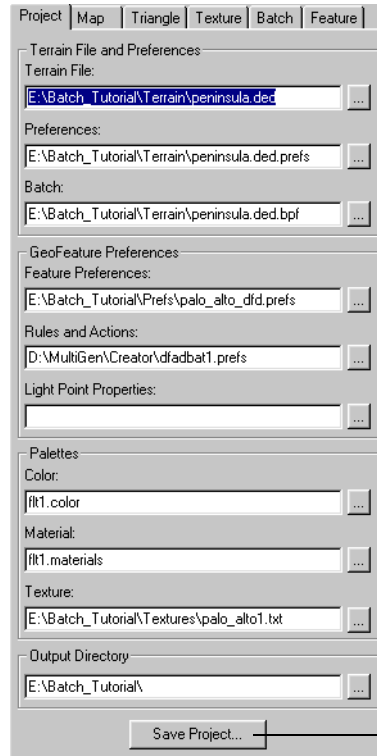 Project Map Triangle Texture Batch Feature
Terrain File and Preferences
Terrain File:
E:\Batch_Tutorial\Terrain\peninsula.ded
...
Preferences:
E:\Batch_Tutorial\Terrain\peninsula.ded.prefs
...
Batch:
E:\Batch_Tutorial\Terrain\peninsula.ded.bpf
...
GeoFeature Preferences
Feature Preferences:
E:\Batch_Tutorial\Prefs\palo_alto_dfd.prefs
...
Rules and Actions:
D:\MultiGen\Creator\dfadbat1.prefs
...
Light Point Properties:
...
Palettes
Color:
flt1.color
...
Material:
flt1.materials
...
Texture:
E:\Batch_Tutorial\Textures\palo_alto1.txt
...
Output Directory
E:\Batch_Tutorial\
...
Save Project...